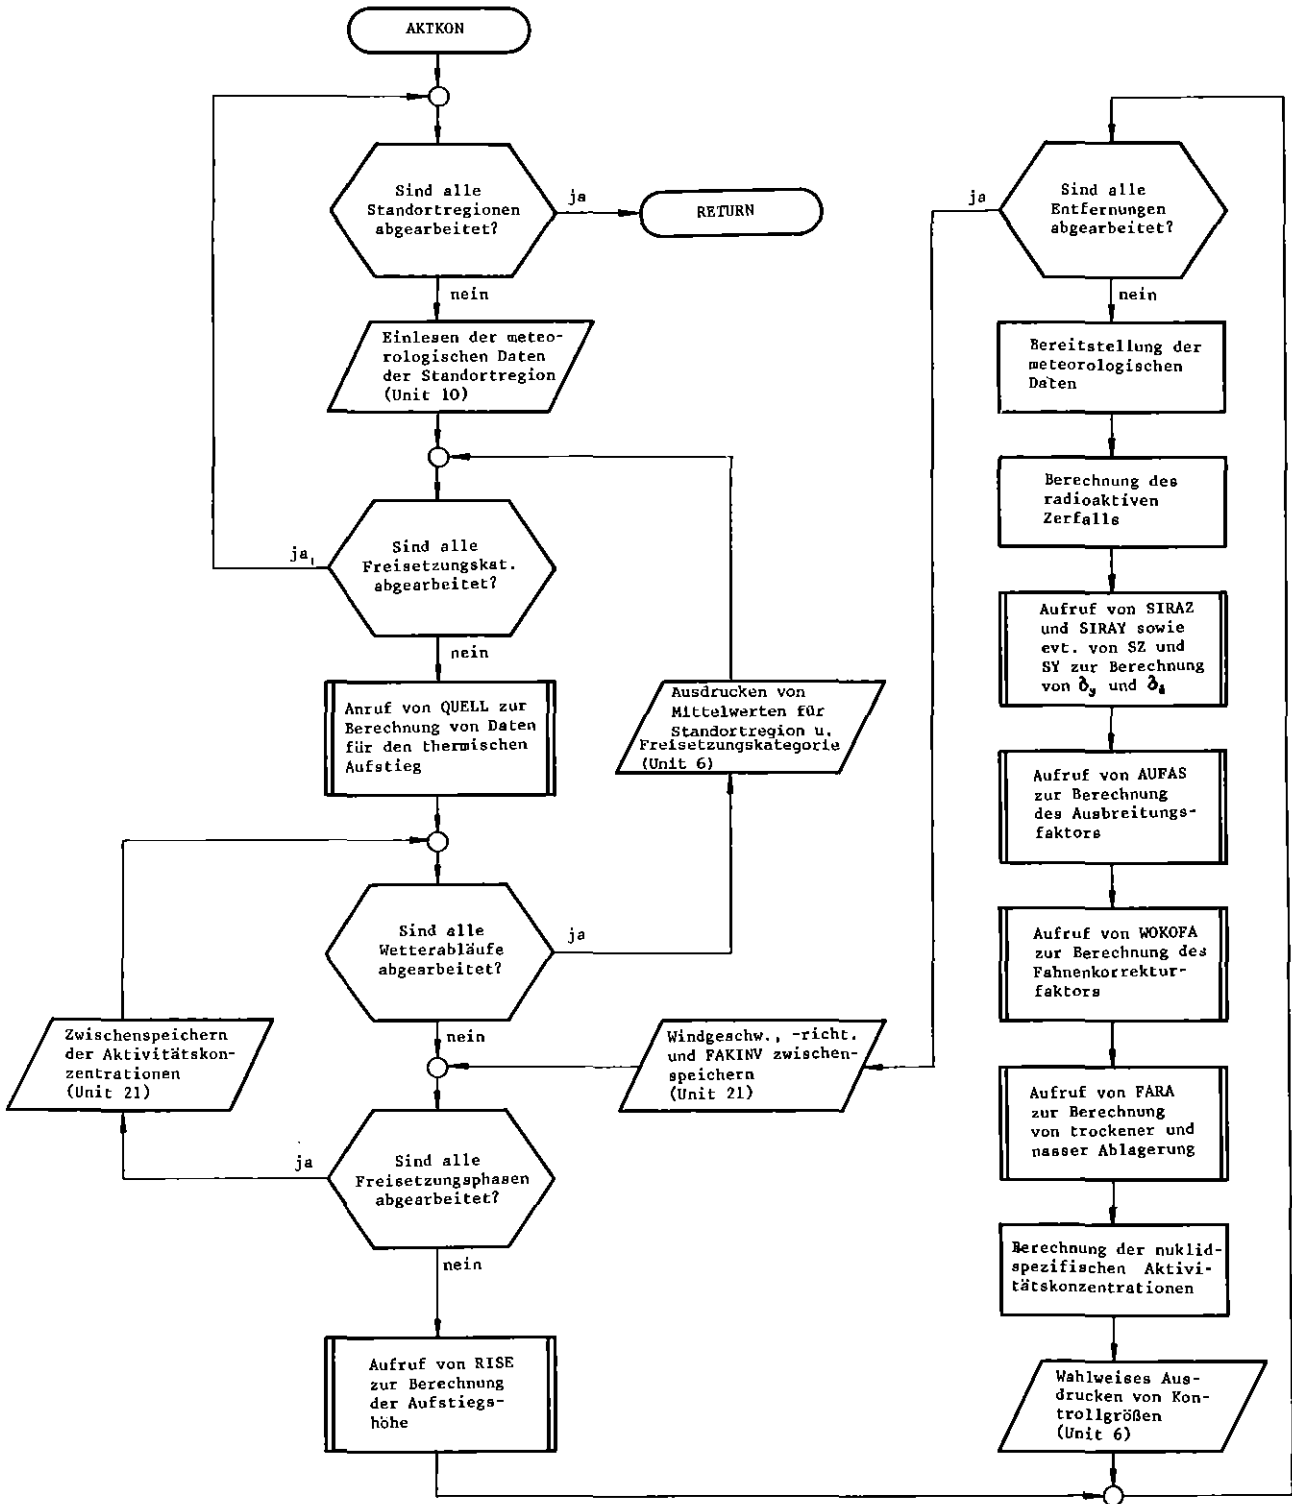 AKTKON
Sind alle
Standortregionen
abgearbeitet?
ja
RETURN
nein
Einlesen der meteo-
rologischen Daten
der Standortregion
(Unit 10)
Sind alle
Freisetzungskat.
abgearbeitet?
ja
nein
Anruf von QUELL zur
Berechnung von Daten
für den thermischen
Aufstieg
Ausdrucken von
Mittelwerten für
Standortregion u.
Freisetzungskategorie
(Unit 6)
Sind alle
Wetterabläufe
abgearbeitet?
ja
nein
Zwischenspeichern
der Aktivitätskon-
zentrationen
(Unit 21)
Windgeschw., -richt.
und FAKINV zwischen-
speichern
(Unit 21)
Sind alle
Freisetzungsphasen
abgearbeitet?
ja
nein
Aufruf von RISE
zur Berechnung
der Aufstiegs-
höhe
Sind alle
Entfernungen
abgearbeitet?
ja
nein
Bereitstellung der
meteorologischen
Daten
Berechnung des
radioaktiven
Zerfalls
Aufruf von SIRAZ
und SIRAY sowie
evt. von SZ und
SY zur Berechnung
von und
Aufruf von AUFAS
zur Berechnung
des Ausbreitungs-
faktors
Aufruf von WOKOFA
zur Berechnung des
Fahnenkorrektur-
faktors
Aufruf von FARA
zur Berechnung
von trockener und
nasser Ablagerung
Berechnung der nuklid-
spezifischen Aktivi-
tätskonzentrationen
Wahlweises Aus-
drucken von Kon-
trollgrößen
(Unit 6)